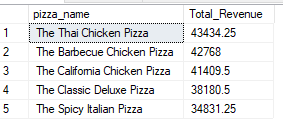 pizza_name Total_Revenue
1 The Thai Chicken Pizza 43434.25
2 The Barbecue Chicken Pizza 42768
3 The California Chicken Pizza 41409.5
4 The Classic Deluxe Pizza 38180.5
5 The Spicy Italian Pizza 34831.25